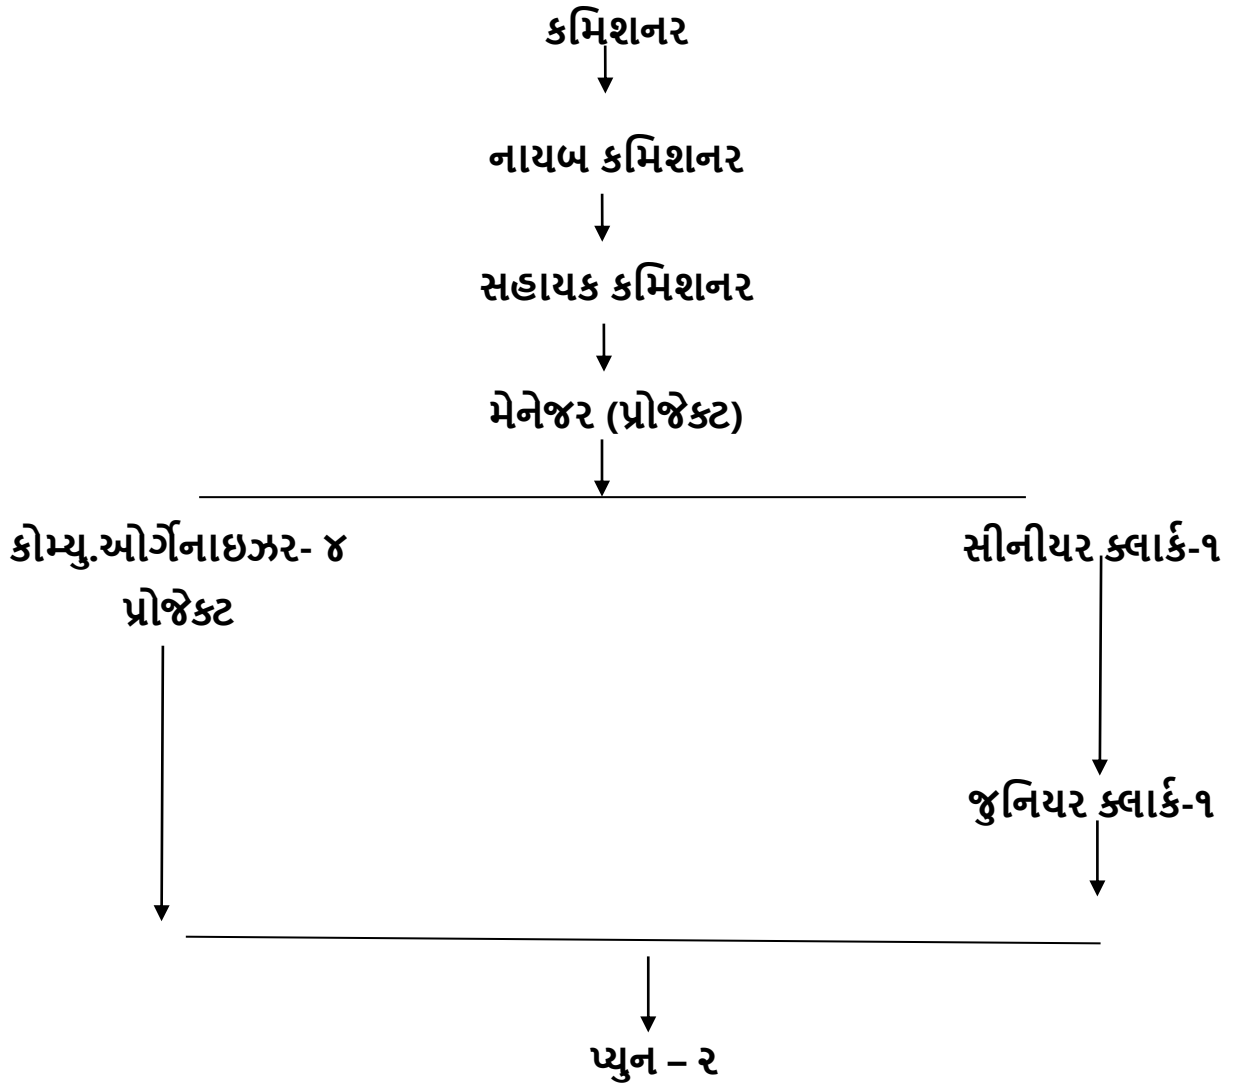 કમિશનર
નાયબ કમિશનર
સહાયક કમિશનર
મેનેજર (પ્રોજેક્ટ)
કોમ્યુ.ઓર્ગેનાઇઝર- ૪
પ્રોજેક્ટ
સીનીયર ક્લાર્ક-૧
જુનિયર ક્લાર્ક-૧
પ્યુન – ૨